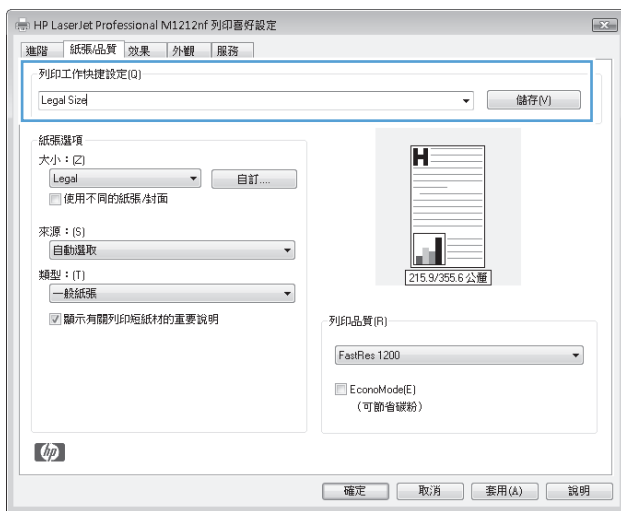 HP LaserJet Professional M1212nf 列印喜好設定
進階 紙張/品質 效果 外觀 服務
列印工作快捷設定(Q)
Legal Size
儲存(V)
紙張選項
大小：(Z)
Legal
自訂....
使用不同的紙張/封面
來源：(S)
自動選取
類型：(T)
一般紙張
顯示有關列印短紙材的重要說明
H
215.9/355.6 公釐
列印品質(R)
FastRes 1200
EconoMode(E)
(可節省碳粉)
hp
確定 取消 套用(A) 說明